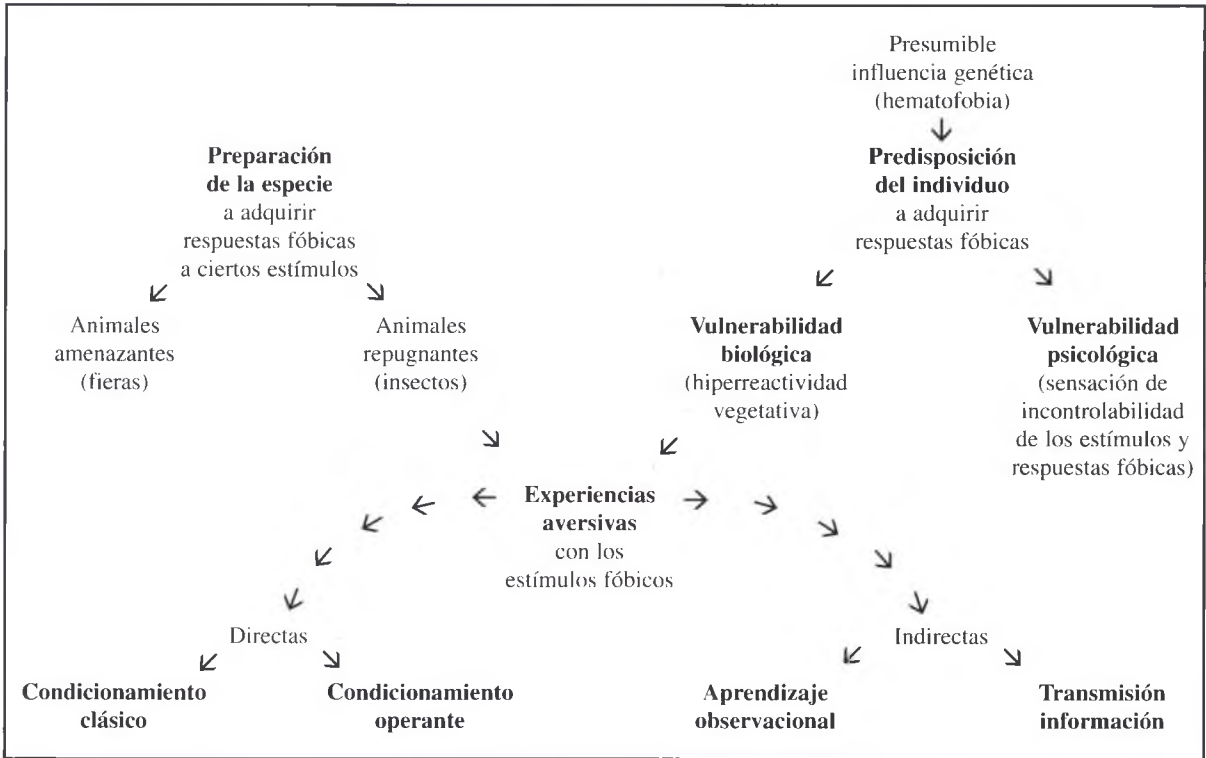 Presumible
influencia genética
(hematofobia)
Preparación
de la especie
a adquirir
respuestas fóbicas
a ciertos estímulos
Predisposición
del individuo
a adquirir
respuestas fóbicas
Animales
amenazantes
(fieras)
Animales
repugnantes
(insectos)
Vulnerabilidad
biológica
(hiperreactividad
vegetativa)
Vulnerabilidad
psicológica
(sensación de
incontrolabilidad
de los estímulos y
respuestas fóbicas)
Experiencias
aversivas
con los
estímulos fóbicos
Directas
Indirectas
Condicionamiento
clásico
Condicionamiento
operante
Aprendizaje
observacional
Transmisión
información